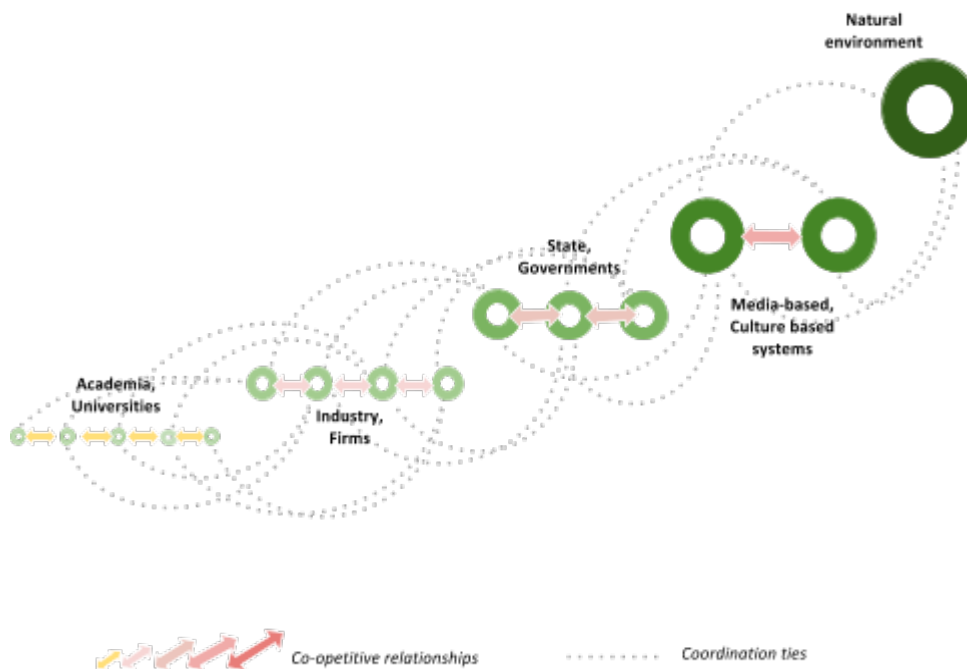 Natural
environment
State,
Governments
Media-based,
Culture based
systems
Academia,
Universities
Industry,
Firms
Co-opetitive relationships
Coordination ties